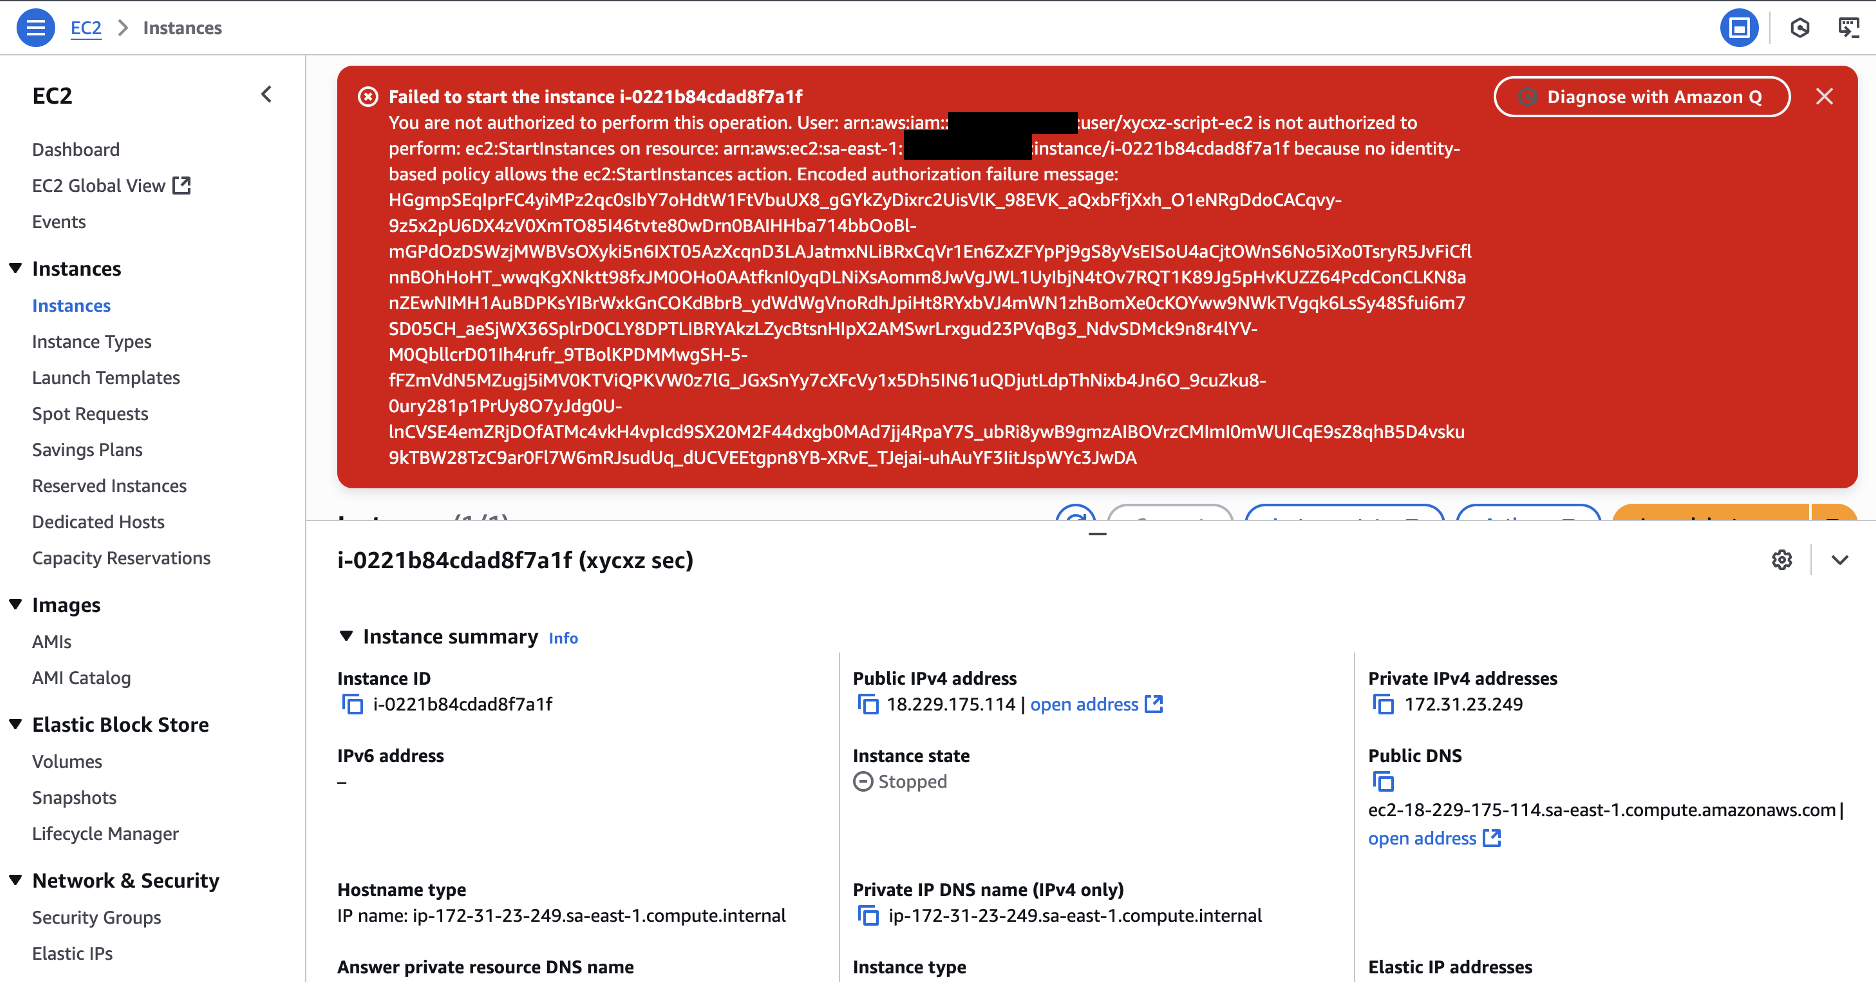 EC2 > Instances
EC2
Dashboard
EC2 Global View
Events
Instances
Instances
Instance Types
Launch Templates
Spot Requests
Savings Plans
Reserved Instances
Dedicated Hosts
Capacity Reservations
Images
AMIs
AMI Catalog
Elastic Block Store
Volumes
Snapshots
Lifecycle Manager
Network & Security
Security Groups
Elastic IPs
Failed to start the instance i-0221b84cdad8f7a1f
Diagnose with Amazon Q
You are not authorized to perform this operation. User: arn:aws:iam:: :user/xycxz-script-ec2 is not authorized to
perform: ec2:StartInstances on resource: arn:aws:ec2:sa-east-1: :instance/i-0221b84cdad8f7a1f because no identity-
based policy allows the ec2:StartInstances action. Encoded authorization failure message:
HGgmpSEqIprFC4yiMPz2qc0sIbY7oHdtW1FtVbuUX8_gGYkZyDixrc2UisVlK_98EVK_aQxbFfjXxh_O1eNRgDdoCACqvy-
9z5x2pU6DX4zV0XmTO85I46tvte80wDrn0BAIHHba714bbOoBl-
mGPdOzDSWzjMWBVsOXyki5n6IXT05AzXcqnD3LAJatmxNLiBRxCqVr1En6ZxZFYpPj9gS8yVsEISoU4aCjtOWnS6No5iXo0TsryR5JvFiCfl
nnBOhHoHT_wwqKgXNktt98fxJM0OHo0AAtfknI0yqDLNiXsAomm8JwVgJWL1UyIbjN4tOv7RQT1K89Jg5pHvKUZZ64PcdConCLKN8a
nZEwNIMH1AuBDPKsYIBrWxkGnCOKdBbrB_ydWdWgVnoRdhJpiHt8RYxbVJ4mWN1zhBomXe0cKOYww9NWkTVgqk6LsSy48Sfui6m7
SD05CH_aeSjWX36SplrD0CLY8DPTLIBRYAkzLZycBtsnHIpX2AMSwrLrxgud23PVqBg3_NdvSDMck9n8r4lYV-
M0QbllcrD01Ih4rufr_9TBolKPDMMwgSH-5-
fFZmVdN5MZugj5iMV0KTViQPKVW0z7lG_JGxSnYy7cXFcVy1x5Dh5IN61uQDjutLdpThNixb4Jn6O_9cuZku8-
0ury281p1PrUy8O7yJdg0U-
lnCVSE4emZRjDOfATMc4vkH4vpIcd9SX20M2F44dxgb0MAd7jj4RpaY7S_ubRi8ywB9gmzAIBOVrzCMImI0mWUICqE9sZ8qhB5D4vsku
9kTBW28TzC9ar0Fl7W6mRJsudUq_dUCVEEtgpn8YB-XRvE_TJejai-uhAuYF3IitJspWYc3JwDA
i-0221b84cdad8f7a1f (xycxz sec)
Instance summary Info
Instance ID
i-0221b84cdad8f7a1f
Public IPv4 address
18.229.175.114 | open address
Private IPv4 addresses
172.31.23.249
IPv6 address
–
Instance state
Stopped
Public DNS
ec2-18-229-175-114.sa-east-1.compute.amazonaws.com |
open address
Hostname type
IP name: ip-172-31-23-249.sa-east-1.compute.internal
Private IP DNS name (IPv4 only)
ip-172-31-23-249.sa-east-1.compute.internal
Answer private resource DNS name
Instance type
Elastic IP addresses